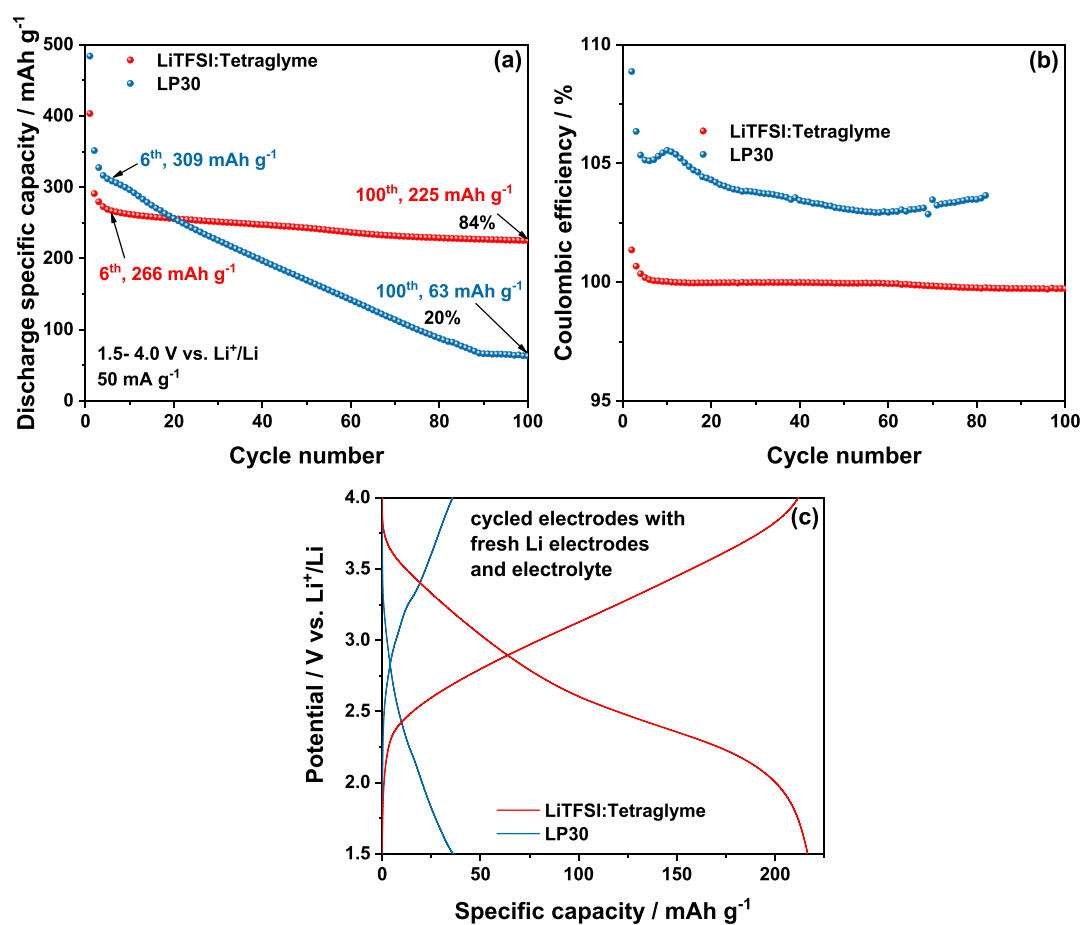 Discharge specific capacity / mAh g⁻¹
500
400
300
200
100
0
LiTFSI:Tetraglyme
LP30
(a)
6ᵗʰ, 309 mAh g⁻¹
100ᵗʰ, 225 mAh g⁻¹
84%
6ᵗʰ, 266 mAh g⁻¹
100ᵗʰ, 63 mAh g⁻¹
20%
1.5- 4.0 V vs. Li⁺/Li
50 mA g⁻¹
0 20 40 60 80 100
Cycle number
Coulombic efficiency / %
110
105
100
95
(b)
LiTFSI:Tetraglyme
LP30
0 20 40 60 80 100
Cycle number
Potential / V vs. Li⁺/Li
4.0
3.5
3.0
2.5
2.0
1.5
cycled electrodes with
fresh Li electrodes
and electrolyte
(c)
LiTFSI:Tetraglyme
LP30
0 50 100 150 200
Specific capacity / mAh g⁻¹